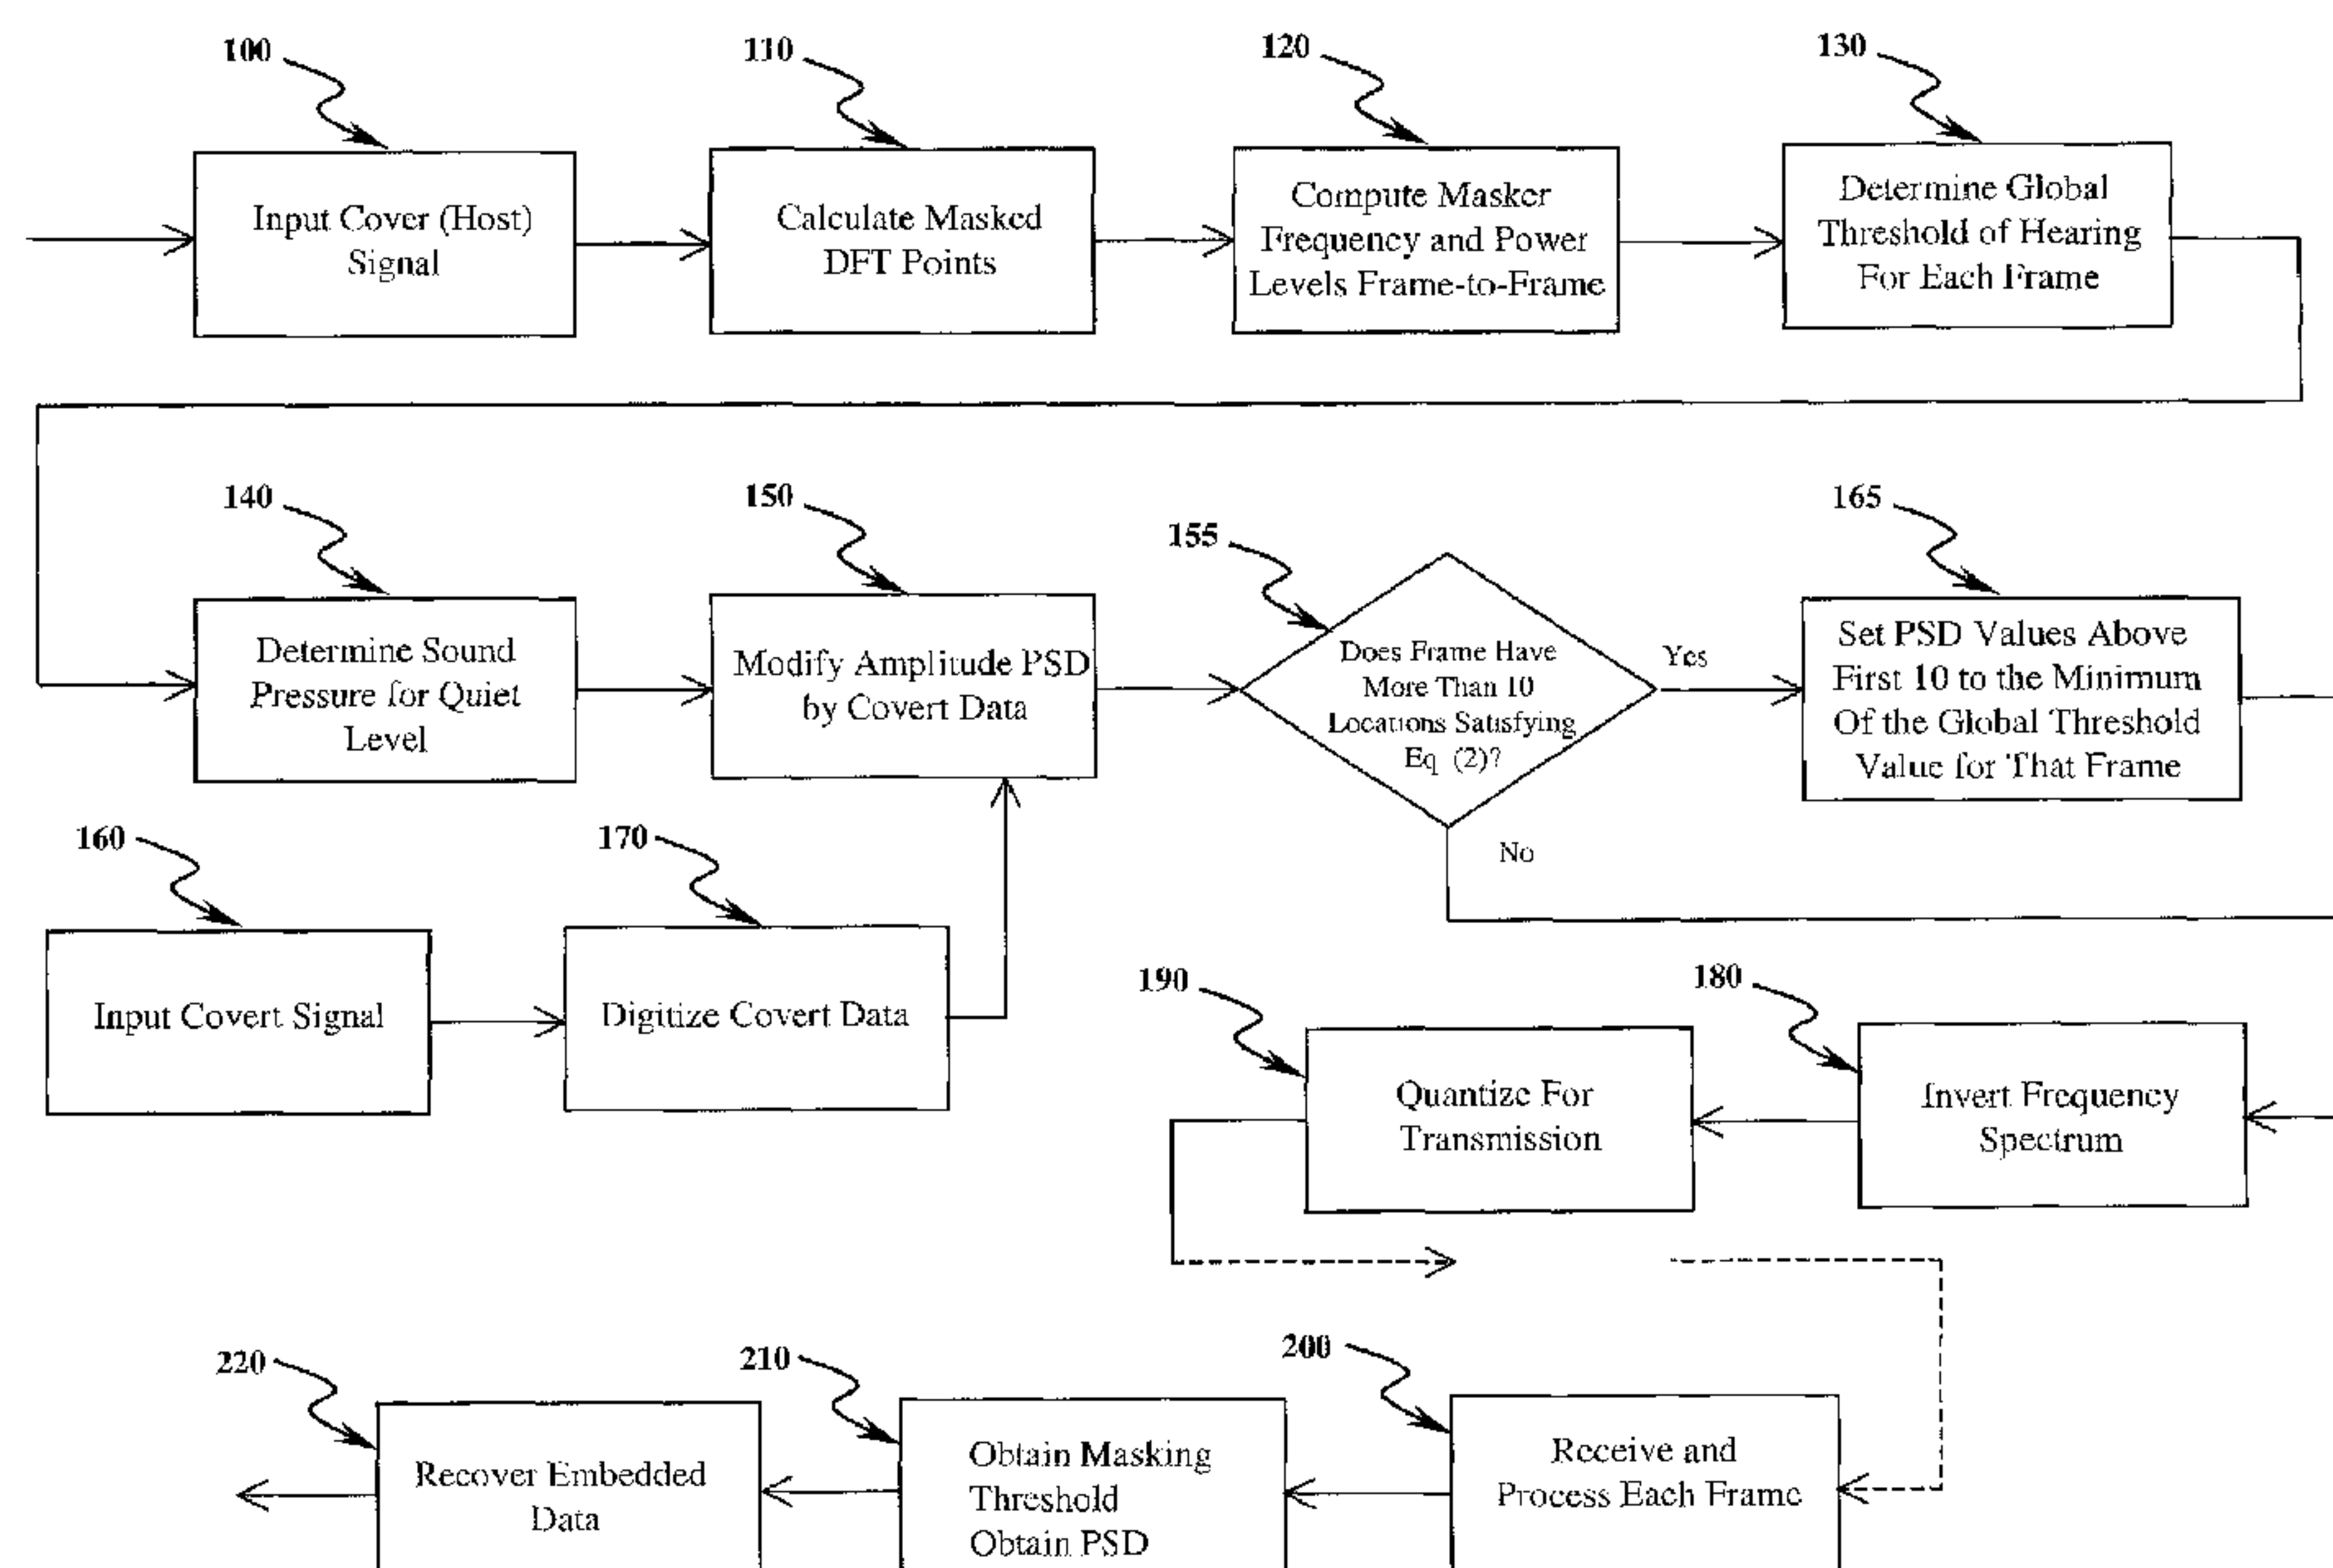 100
110
120
130
Input Cover (Host)
Signal
Calculate Masked
DFT Points
Compute Masker
Frequency and Power
Levels Frame-to-Frame
Determine Global
Threshold of Hearing
For Each Frame
140
150
155
165
Determine Sound
Pressure for Quiet
Level
Modify Amplitude PSD
by Covert Data
Does Frame Have
More Than 10
Locations Satisfying
Eq (2)?
Yes
Set PSD Values Above
First 10 to the Minimum
Of the Global Threshold
Value for That Frame
No
160
170
Input Covert Signal
Digitize Covert Data
190
180
Quantize For
Transmission
Invert Frequency
Spectrum
220
210
200
Recover Embedded
Data
Obtain Masking
Threshold
Obtain PSD
Receive and
Process Each Frame